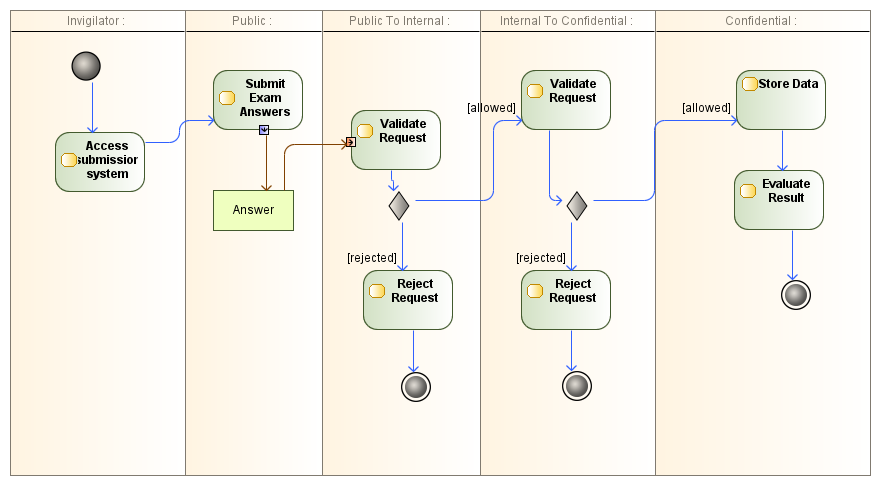 Invigilator :
Public :
Public To Internal :
Internal To Confidential :
Confidential :
Access
submission
system
Submit
Exam
Answers
Answer
Validate
Request
[allowed]
[rejected]
Reject
Request
Validate
Request
[allowed]
[rejected]
Reject
Request
Store Data
Evaluate
Result